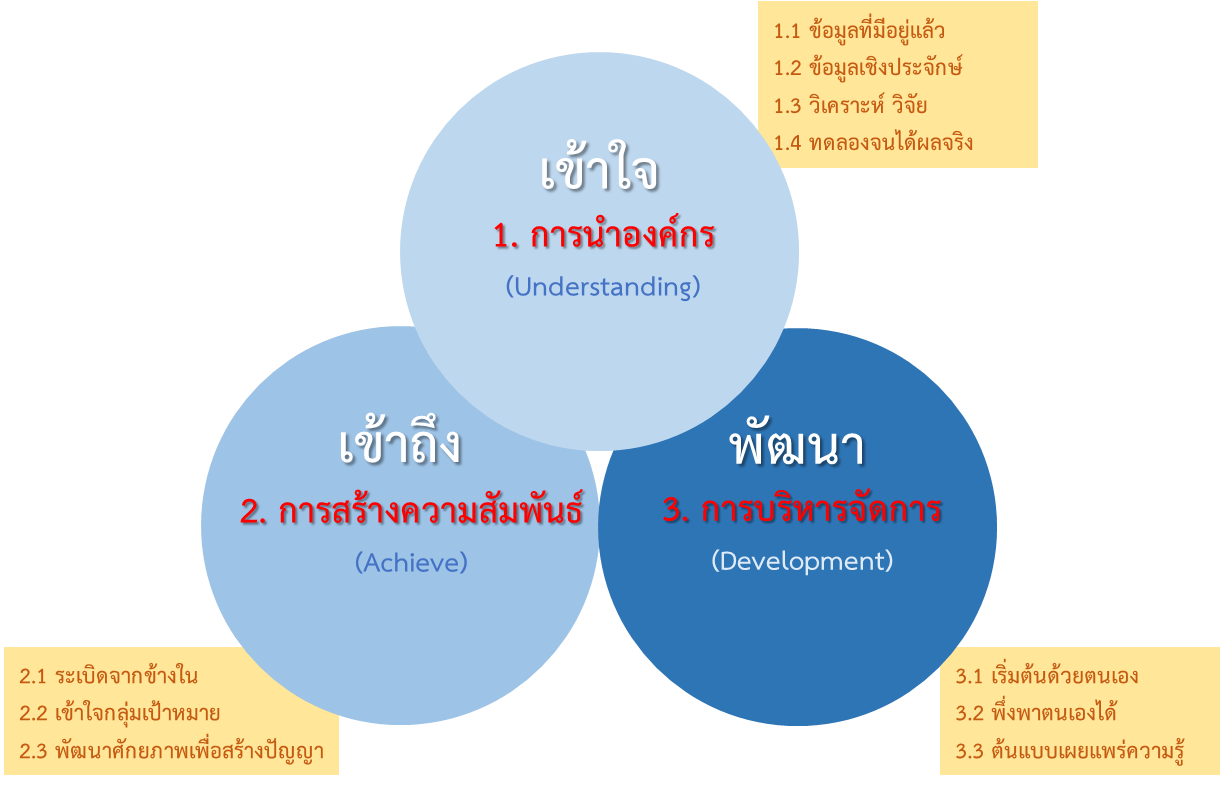 1.1 ข้อมูลที่มีอยู่แล้ว
1.2 ข้อมูลเชิงประจักษ์
1.3 วิเคราะห์ วิจัย
1.4 ทดลองจนได้ผลจริง
เข้าใจ
1. การนำองค์กร
(Understanding)
เข้าถึง
2. การสร้างความสัมพันธ์
(Achieve)
พัฒนา
3. การบริหารจัดการ
(Development)
2.1 ระเบิดจากข้างใน
2.2 เข้าใจกลุ่มเป้าหมาย
2.3 พัฒนาศักยภาพเพื่อสร้างปัญญา
3.1 เริ่มต้นด้วยตนเอง
3.2 พึ่งพาตนเองได้
3.3 ต้นแบบเผยแพร่ความรู้